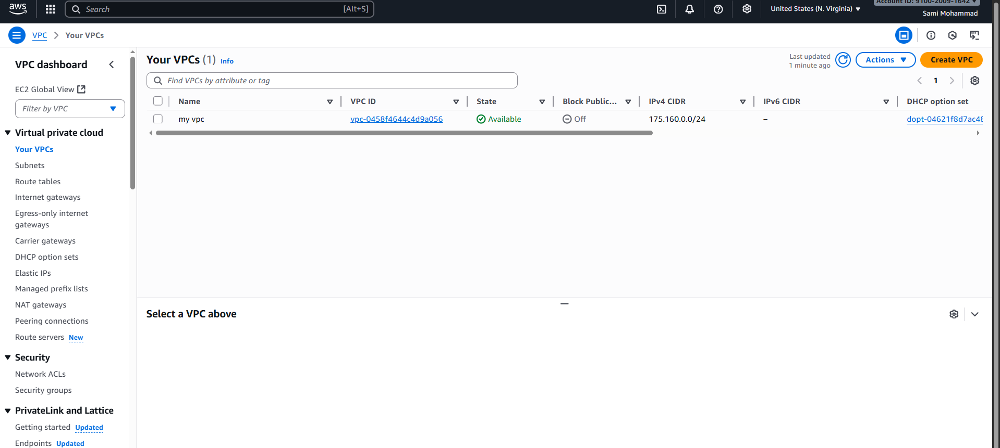 aws
Search [Alt+S]
United States (N. Virginia)
Account ID: 9100-2009-1642
Sami Mohammad
VPC
Your VPCs
VPC dashboard
EC2 Global View
Filter by VPC
Virtual private cloud
Your VPCs
Subnets
Route tables
Internet gateways
Egress-only internet
gateways
Carrier gateways
DHCP option sets
Elastic IPs
Managed prefix lists
NAT gateways
Peering connections
Route servers New
Security
Network ACLs
Security groups
PrivateLink and Lattice
Getting started Updated
Endpoints Updated
Your VPCs (1) Info
Last updated
1 minute ago
Actions
Create VPC
Find VPCs by attribute or tag
1
Name VPC ID State Block Public... IPv4 CIDR IPv6 CIDR DHCP option set
my vpc vpc-0458f4644c4d9a056 Available Off 175.160.0.0/24 – dopt-04621f8d7ac48
Select a VPC above